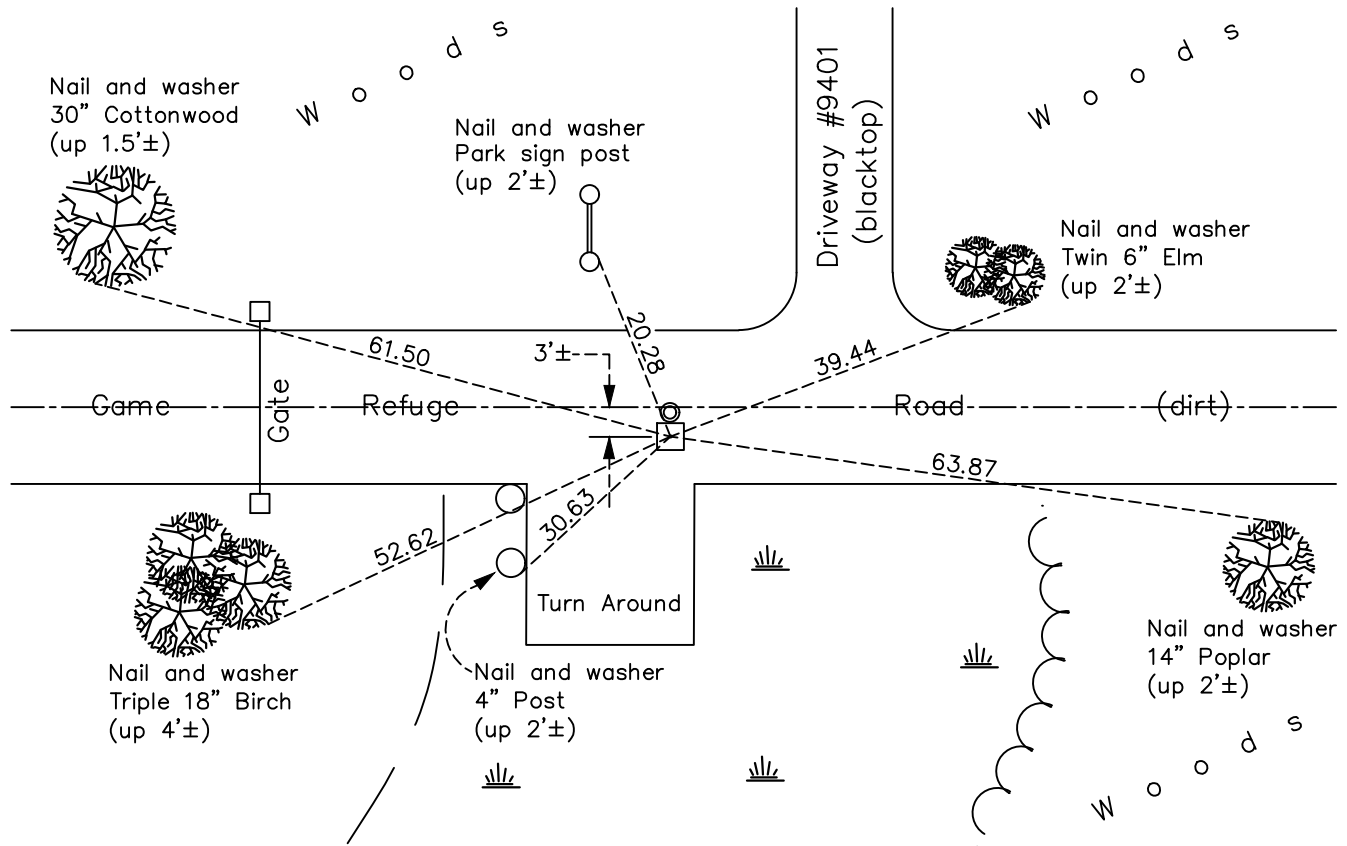 Woods
Woods
Nail and washer
30" Cottonwood
(up 1.5'±)
Nail and washer
Park sign post
(up 2'±)
Driveway #9401
(blacktop)
Nail and washer
Twin 6" Elm
(up 2'±)
61.50
3'±
20.28
39.44
Game Refuge Road (dirt)
Gate
63.87
52.62
30.63
Turn Around
Nail and washer
Triple 18" Birch
(up 4'±)
Nail and washer
4" Post
(up 2'±)
Nail and washer
14" Poplar
(up 2'±)
Woods